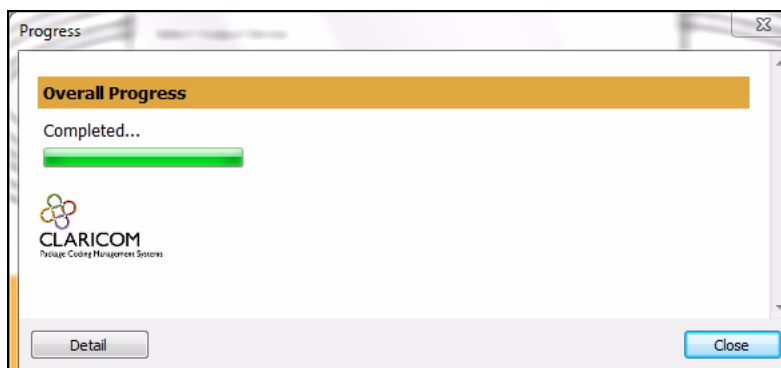 Progress
Overall Progress
Completed...
CLARICOM
Package Coding Management Systems
Detail
Close